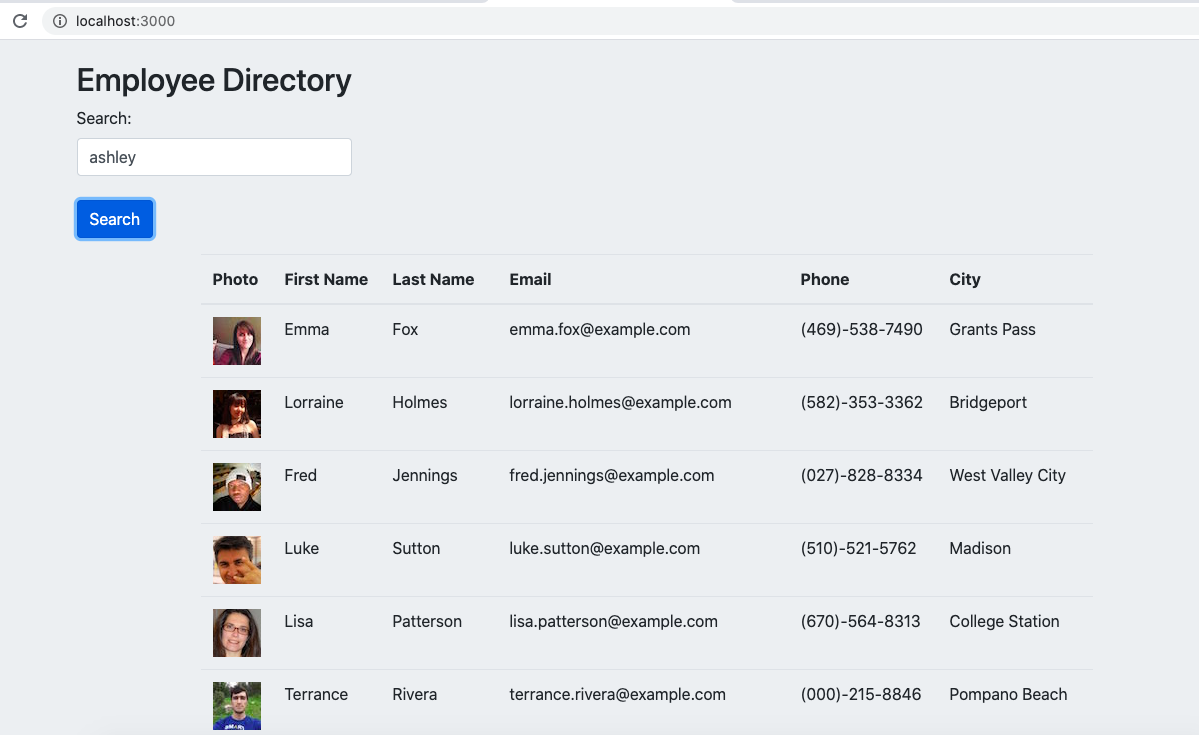 localhost:3000
Employee Directory
Search:
ashley
Search
Photo First Name Last Name Email Phone City
Emma Fox emma.fox@example.com (469)-538-7490 Grants Pass
Lorraine Holmes lorraine.holmes@example.com (582)-353-3362 Bridgeport
Fred Jennings fred.jennings@example.com (027)-828-8334 West Valley City
Luke Sutton luke.sutton@example.com (510)-521-5762 Madison
Lisa Patterson lisa.patterson@example.com (670)-564-8313 College Station
Terrance Rivera terrance.rivera@example.com (000)-215-8846 Pompano Beach